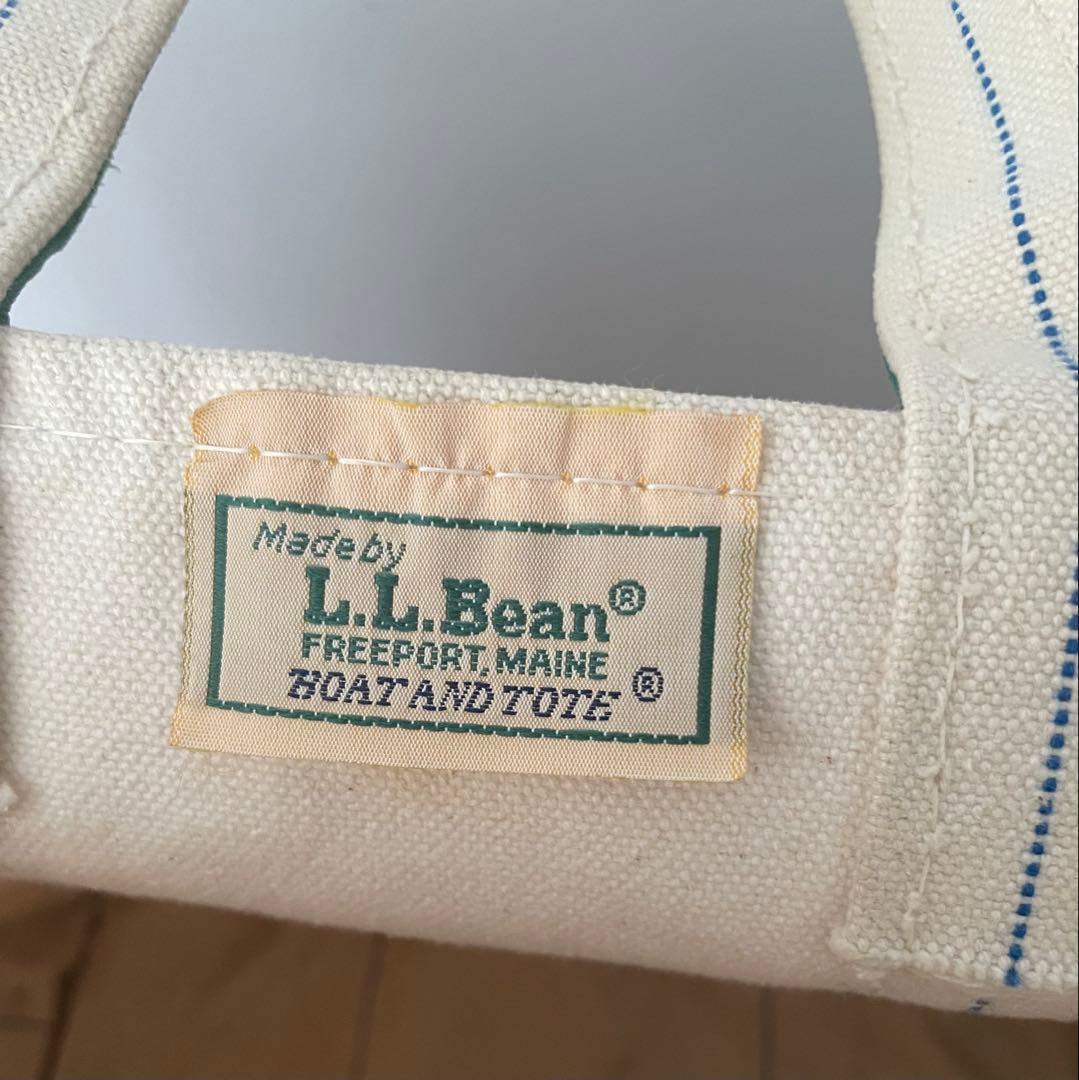 Made by
L.L.Bean®
FREEPORT, MAINE
BOAT AND TOTE ®